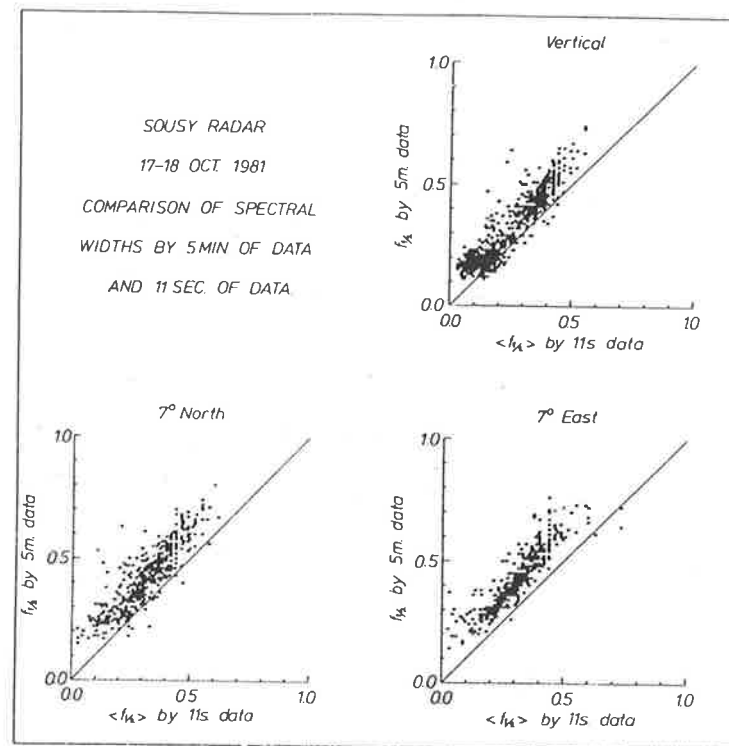 Vertical
SOUSY RADAR
17-18 OCT. 1981
COMPARISON OF SPECTRAL
WIDTHS BY 5 MIN OF DATA
AND 11 SEC. OF DATA
1.0
0.5
0.0
f½ by 5m. data
0.0 0.5 1.0
<f½> by 11s data
7° North
1.0
0.5
0.0
f½ by 5m. data
0.0 0.5 1.0
<f½> by 11s data
7° East
1.0
0.5
0.0
f½ by 5m. data
0.0 0.5 1.0
<f½> by 11s data